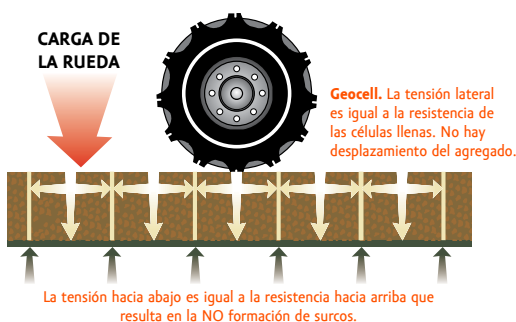 CARGA DE
LA RUEDA
Geocell. La tensión lateral
es igual a la resistencia de
las células llenas. No hay
desplazamiento del agregado.
La tensión hacia abajo es igual a la resistencia hacia arriba que
resulta en la NO formación de surcos.